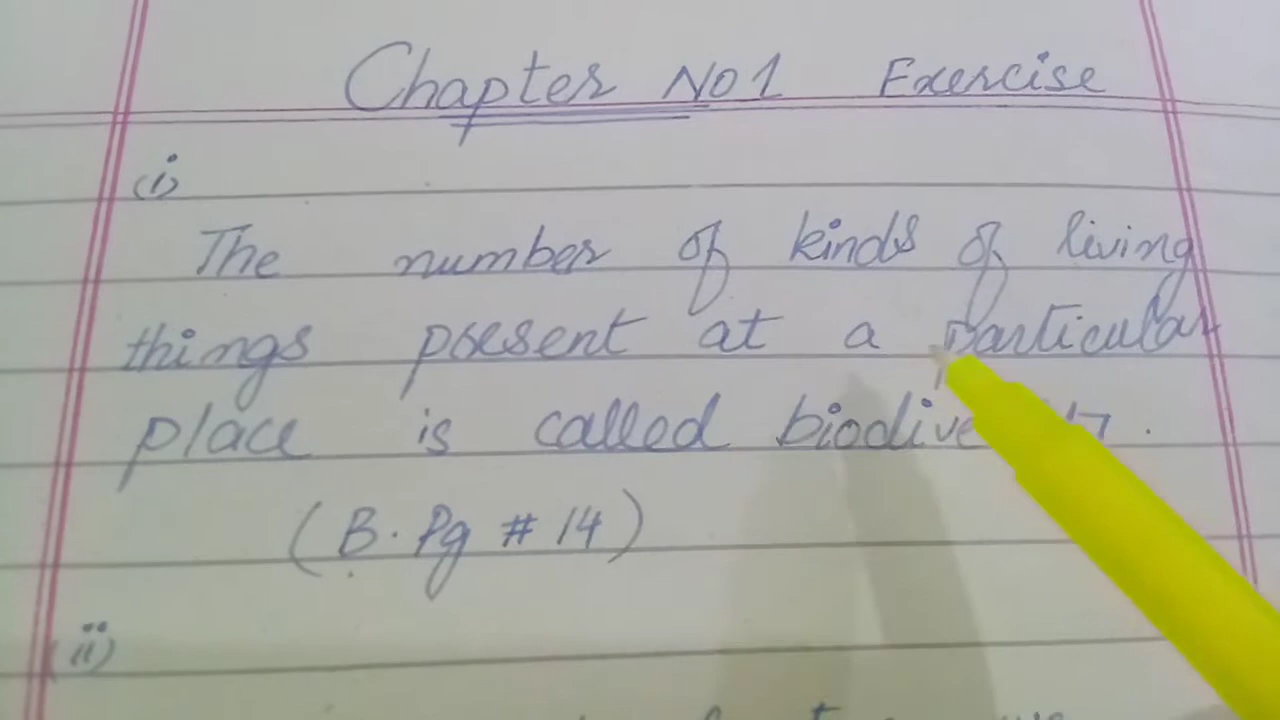 Chapter No 1 Exercise
(i)
The number of kinds of living
things present at a particular
place is called
(B. Pg # 14)
(ii)